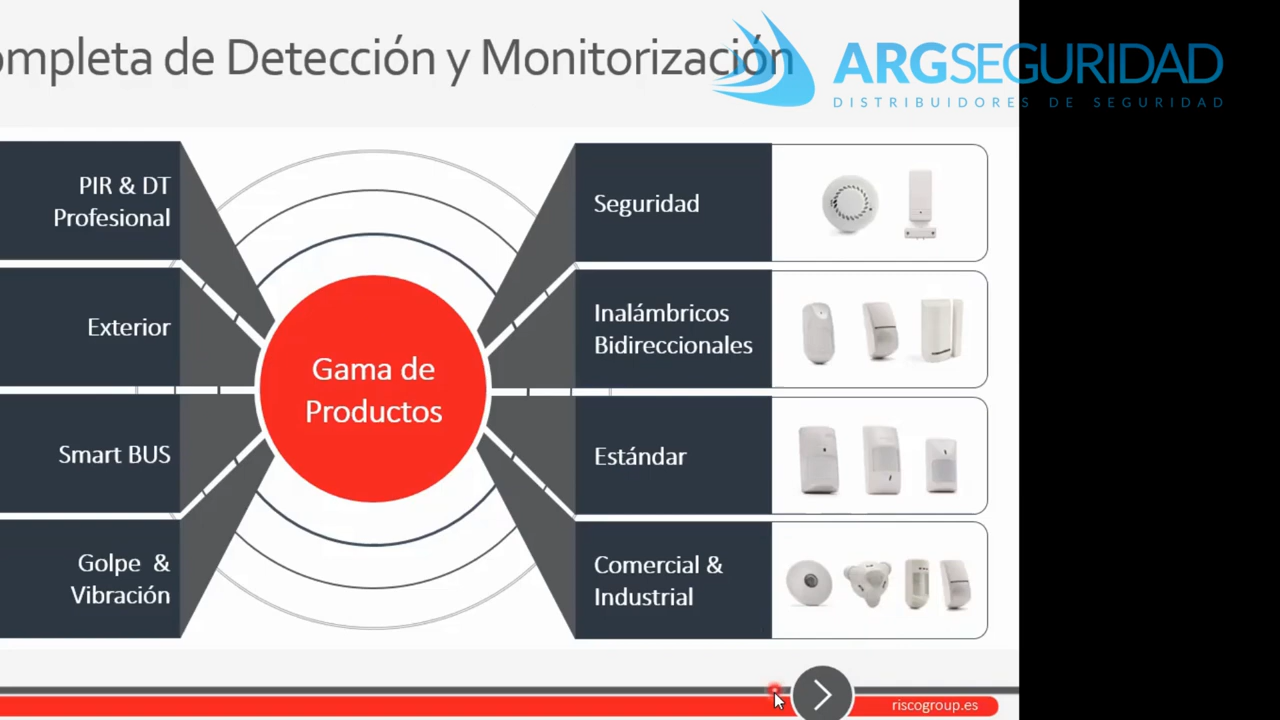 ompleta de Detección y Monitorización
ARGSEGURIDAD
DISTRIBUIDORES DE SEGURIDAD
PIR & DT
Profesional
Exterior
Smart BUS
Golpe &
Vibración
Gama de
Productos
Seguridad
Inalámbricos
Bidireccionales
Estándar
Comercial &
Industrial
riscogroup.es